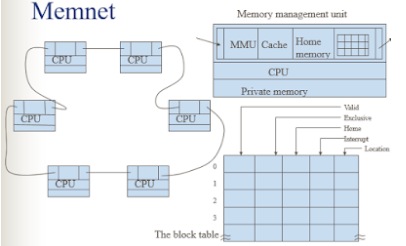 Memnet
CPU
CPU
CPU
CPU
CPU
CPU
Memory management unit
MMU Cache Home memory
CPU
Private memory
Valid
Exclusive
Home
Interrupt
Location
0
1
2
3
The block table